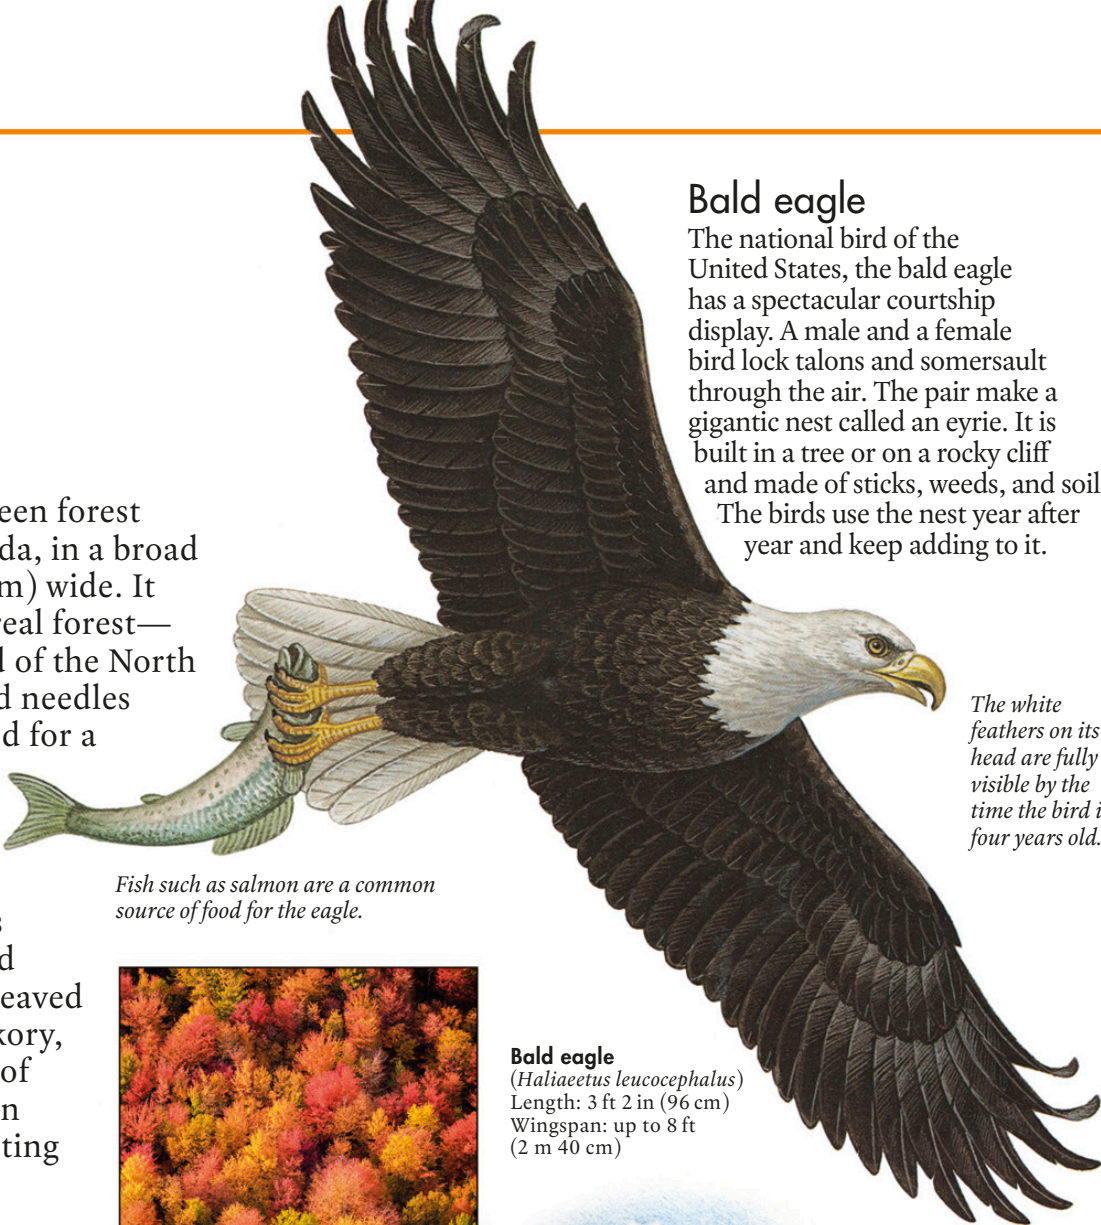 Bald eagle
The national bird of the
United States, the bald eagle
has a spectacular courtship
display. A male and a female
bird lock talons and somersault
through the air. The pair make a
gigantic nest called an eyrie. It is
built in a tree or on a rocky cliff
and made of sticks, weeds, and soil
The birds use the nest year after
year and keep adding to it.
een forest
da, in a broad
m) wide. It
real forest—
of the North
needles
d for a
The white
feathers on its
head are fully
visible by the
time the bird i
four years old.
Fish such as salmon are a common
source of food for the eagle.
s
d
eaved
kory,
of
n
ting
Bald eagle
(Haliaeetus leucocephalus)
Length: 3 ft 2 in (96 cm)
Wingspan: up to 8 ft
(2 m 40 cm)